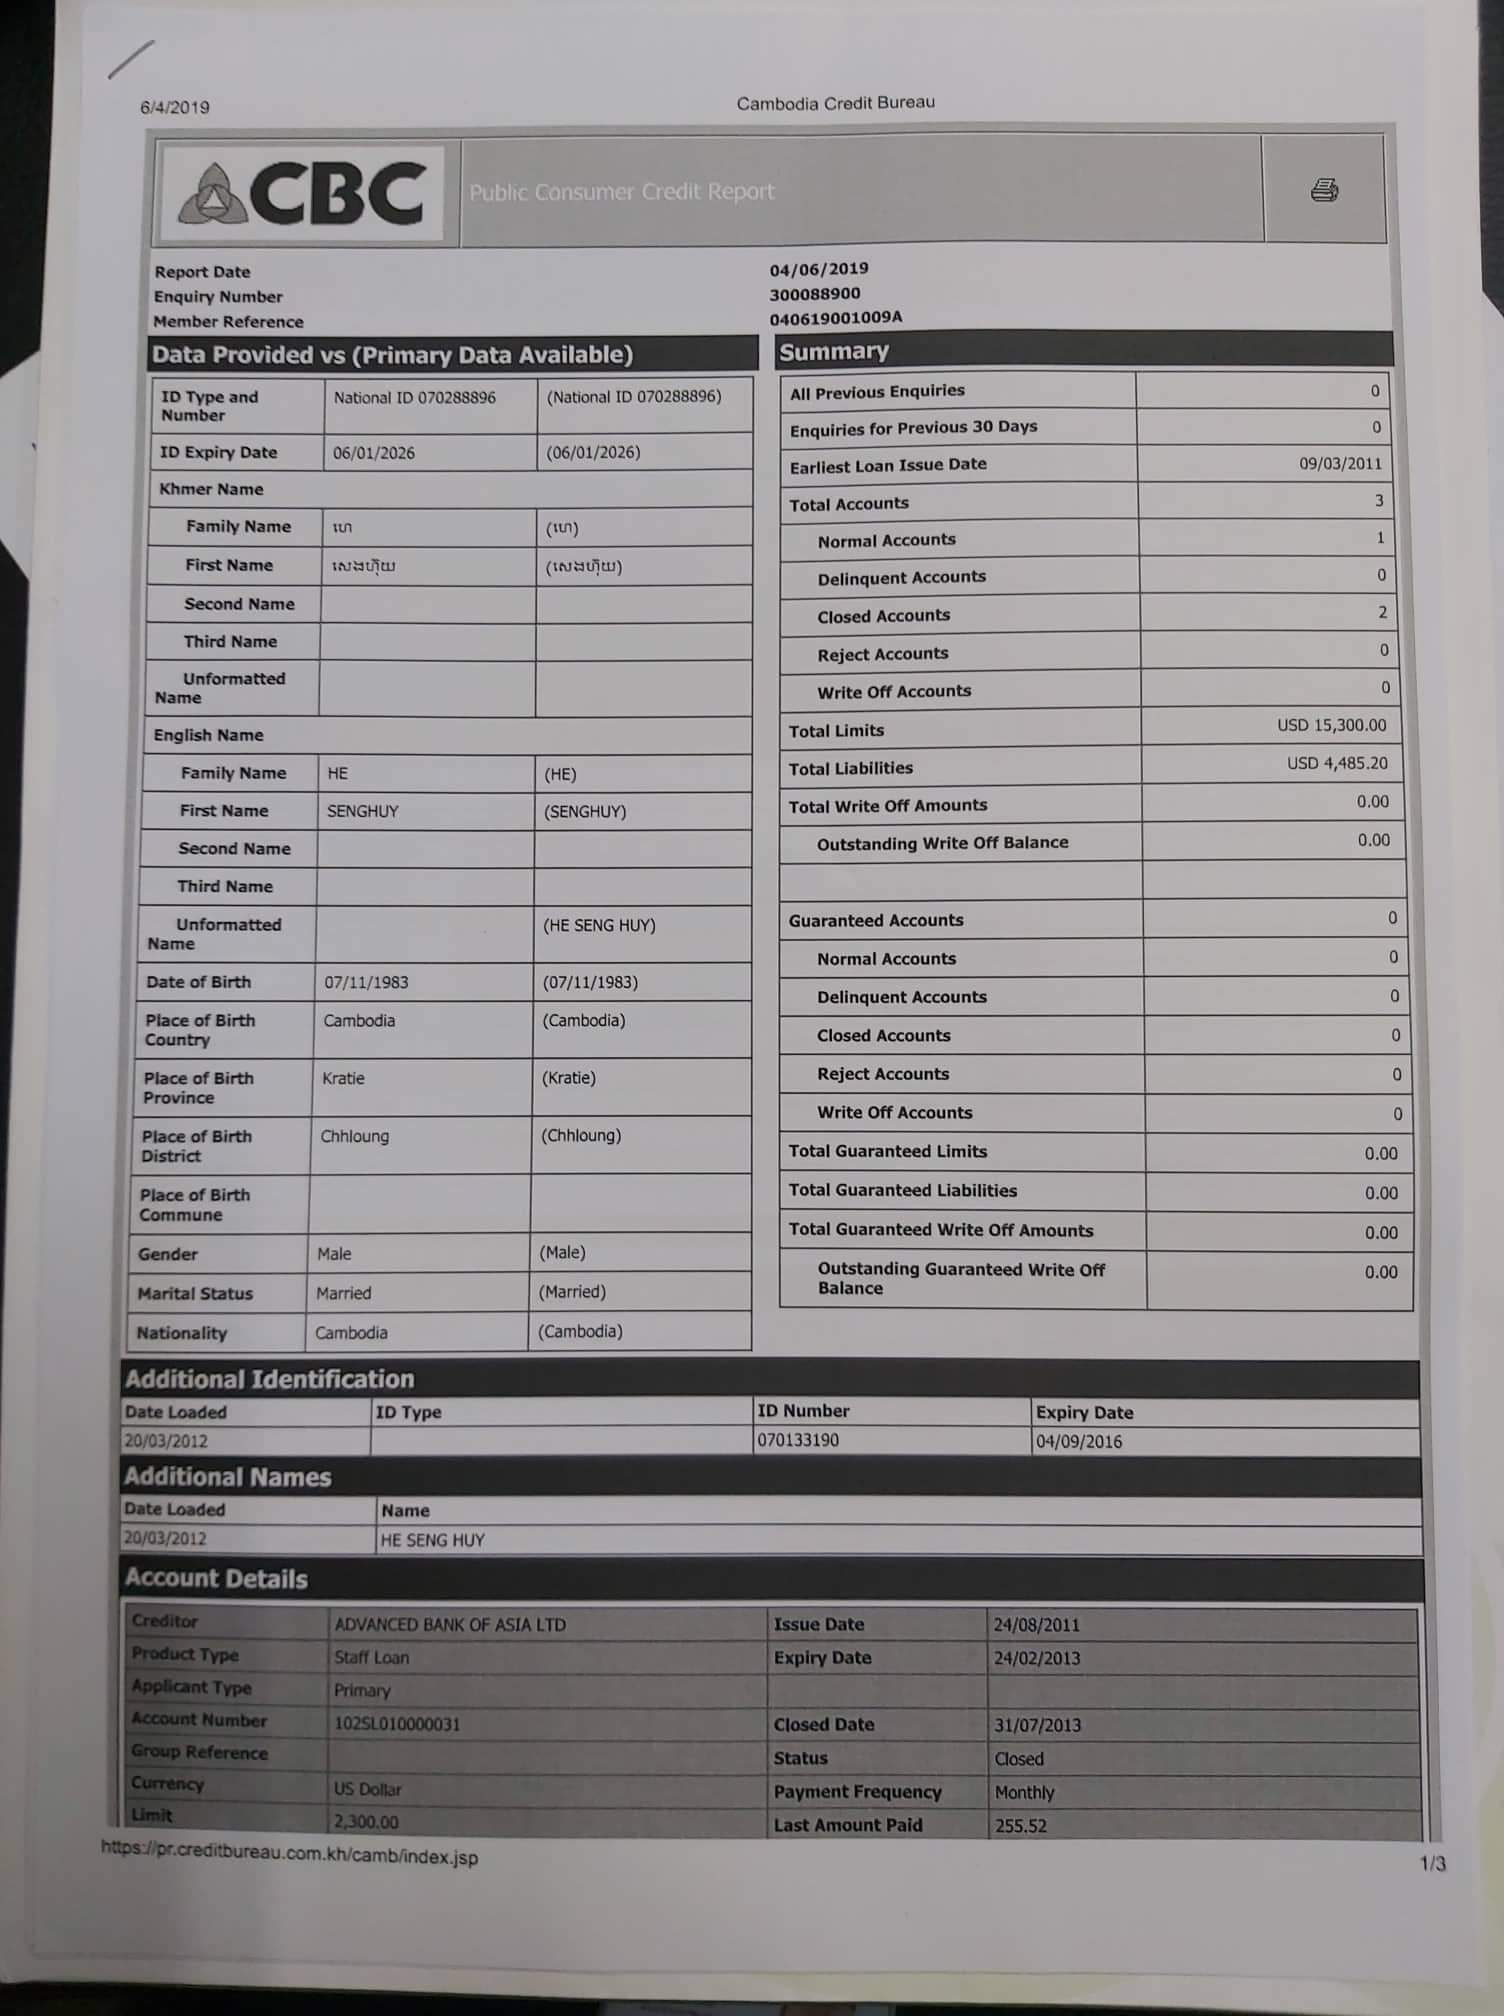 6/4/2019 Cambodia Credit Bureau
CBC Public Consumer Credit Report
Report Date 04/06/2019
Enquiry Number 300088900
Member Reference 040619001009A
Data Provided vs (Primary Data Available)
ID Type and Number National ID 070288896 (National ID 070288896)
ID Expiry Date 06/01/2026 (06/01/2026)
Khmer Name
Family Name ហេ (ហេ)
First Name សេងហ៊ុយ (សេងហ៊ុយ)
Second Name
Third Name
Unformatted Name
English Name
Family Name HE (HE)
First Name SENGHUY (SENGHUY)
Second Name
Third Name
Unformatted Name (HE SENG HUY)
Date of Birth 07/11/1983 (07/11/1983)
Place of Birth Country Cambodia (Cambodia)
Place of Birth Province Kratie (Kratie)
Place of Birth District Chhloung (Chhloung)
Place of Birth Commune
Gender Male (Male)
Marital Status Married (Married)
Nationality Cambodia (Cambodia)
Summary
All Previous Enquiries 0
Enquiries for Previous 30 Days 0
Earliest Loan Issue Date 09/03/2011
Total Accounts 3
Normal Accounts 1
Delinquent Accounts 0
Closed Accounts 2
Reject Accounts 0
Write Off Accounts 0
Total Limits USD 15,300.00
Total Liabilities USD 4,485.20
Total Write Off Amounts 0.00
Outstanding Write Off Balance 0.00
Guaranteed Accounts 0
Normal Accounts 0
Delinquent Accounts 0
Closed Accounts 0
Reject Accounts 0
Write Off Accounts 0
Total Guaranteed Limits 0.00
Total Guaranteed Liabilities 0.00
Total Guaranteed Write Off Amounts 0.00
Outstanding Guaranteed Write Off Balance 0.00
Additional Identification
Date Loaded ID Type ID Number Expiry Date
20/03/2012 070133190 04/09/2016
Additional Names
Date Loaded Name
20/03/2012 HE SENG HUY
Account Details
Creditor ADVANCED BANK OF ASIA LTD Issue Date 24/08/2011
Product Type Staff Loan Expiry Date 24/02/2013
Applicant Type Primary
Account Number 102SL010000031 Closed Date 31/07/2013
Group Reference Status Closed
Currency US Dollar Payment Frequency Monthly
Limit 2,300.00 Last Amount Paid 255.52
https://pr.creditbureau.com.kh/camb/index.jsp 1/3